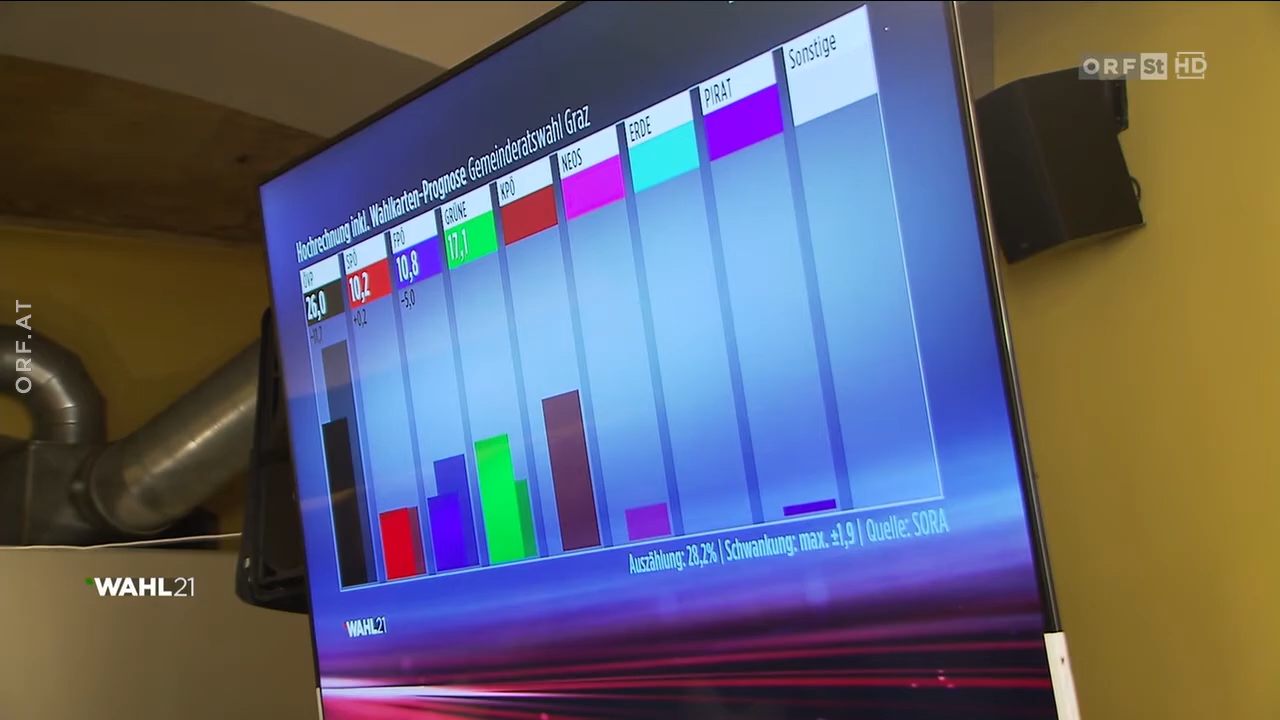 ORF St HD
ORF.AT
Hochrechnung inkl. Wahlkarten-Prognose Gemeinderatswahl Graz
ÖVP
26,0
SPÖ
10,2
+0,2
FPÖ
10,8
-5,0
GRÜNE
17,1
KPÖ
NEOS
ERDE
PIRAT
Sonstige
Auszählung: 28,2% | Schwankung: max. ±1,9 | Quelle: SORA
WAHL21
WAHL21